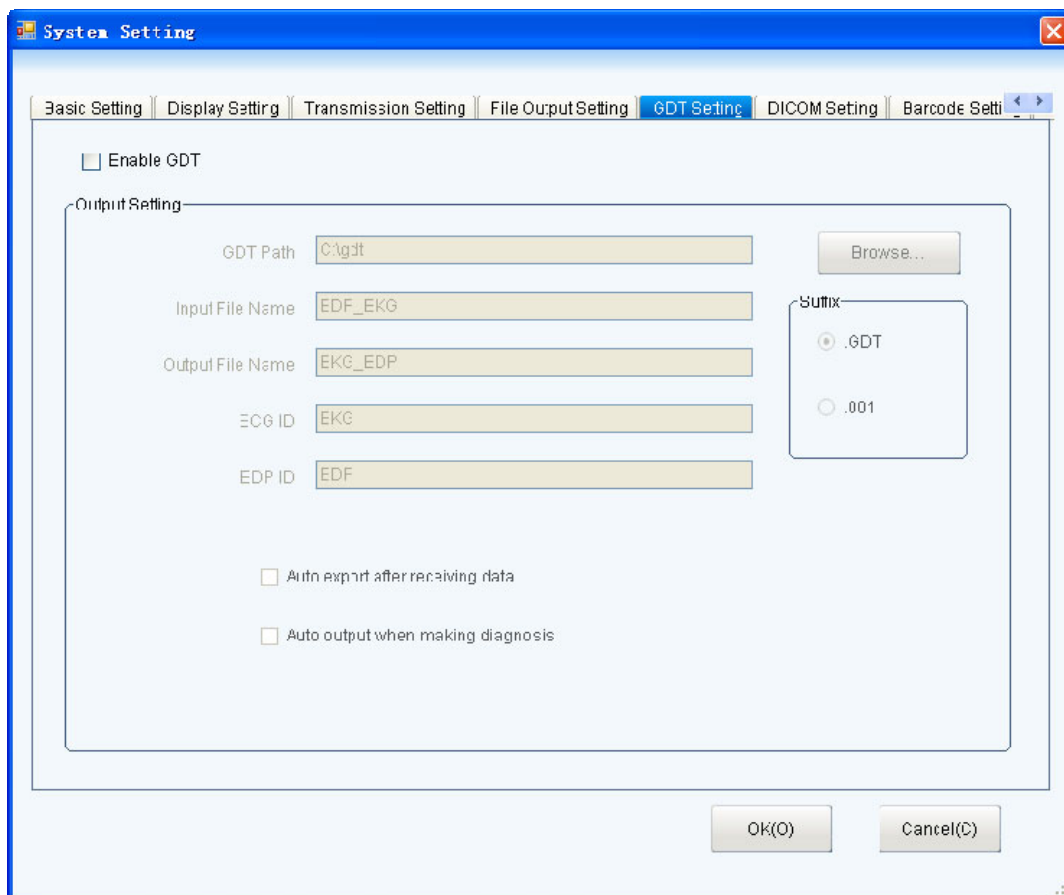 System Setting
Basic Setting Display Setting Transmission Setting File Output Setting GDT Setting DICOM Setting Barcode Setti
Enable GDT
Output Setting
GDT Path C:\gdt Browse...
Input File Name EDF_EKG Suffix
.GDT
Output File Name EKG_EDP
.001
ECG ID EKG
EDP ID EDF
Auto export after receiving data
Auto output when making diagnosis
OK(O) Cancel(C)